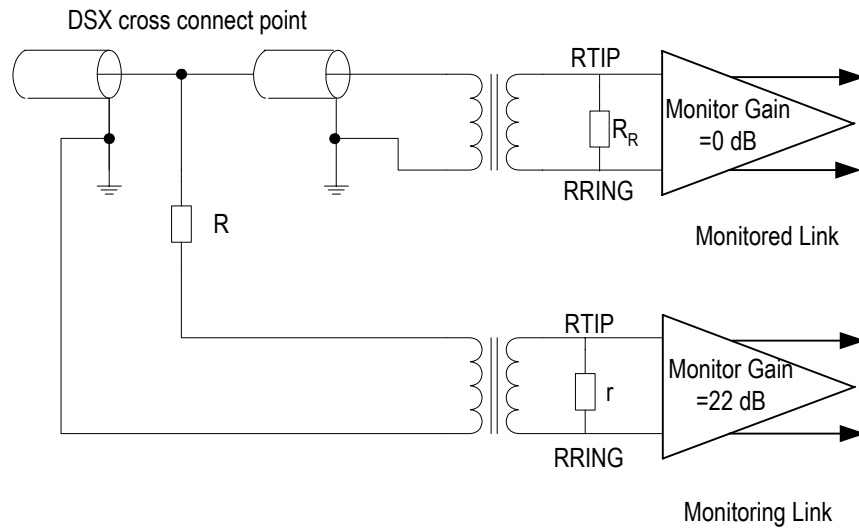 DSX cross connect point
RTIP
Monitor Gain
=0 dB
RR
RRING
Monitored Link
R
RTIP
Monitor Gain
=22 dB
r
RRING
Monitoring Link